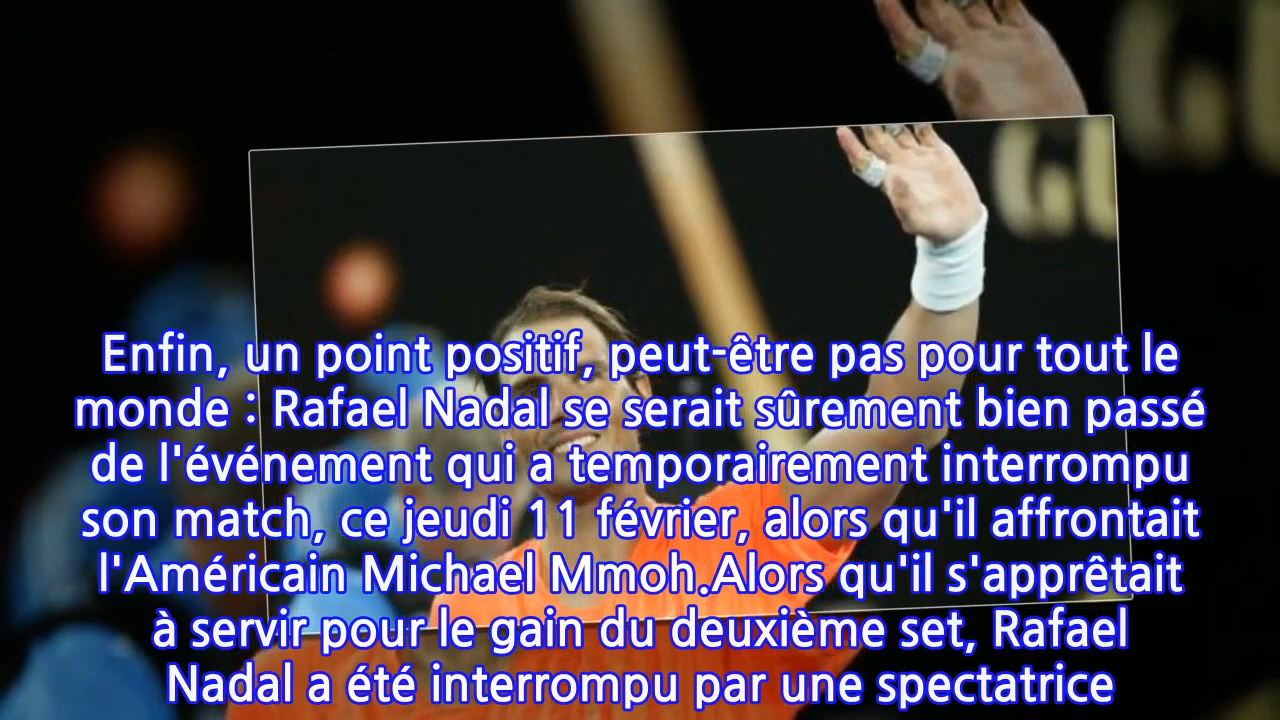 Enfin, un point positif, peut-être pas pour tout le
monde : Rafael Nadal se serait sûrement bien passé
de l'événement qui a temporairement interrompu
son match, ce jeudi 11 février, alors qu'il affrontait
l'Américain Michael Mmoh.Alors qu'il s'apprêtait
à servir pour le gain du deuxième set, Rafael
Nadal a été interrompu par une spectatrice